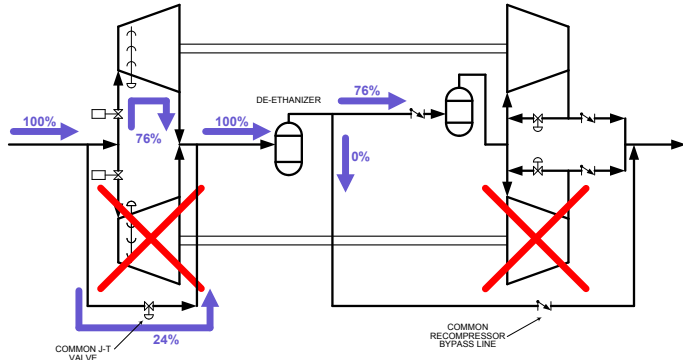 DE-ETHANIZER
76%
100%
100%
76%
0%
24%
COMMON J-T
VALVE
COMMON
RECOMPRESSOR
BYPASS LINE